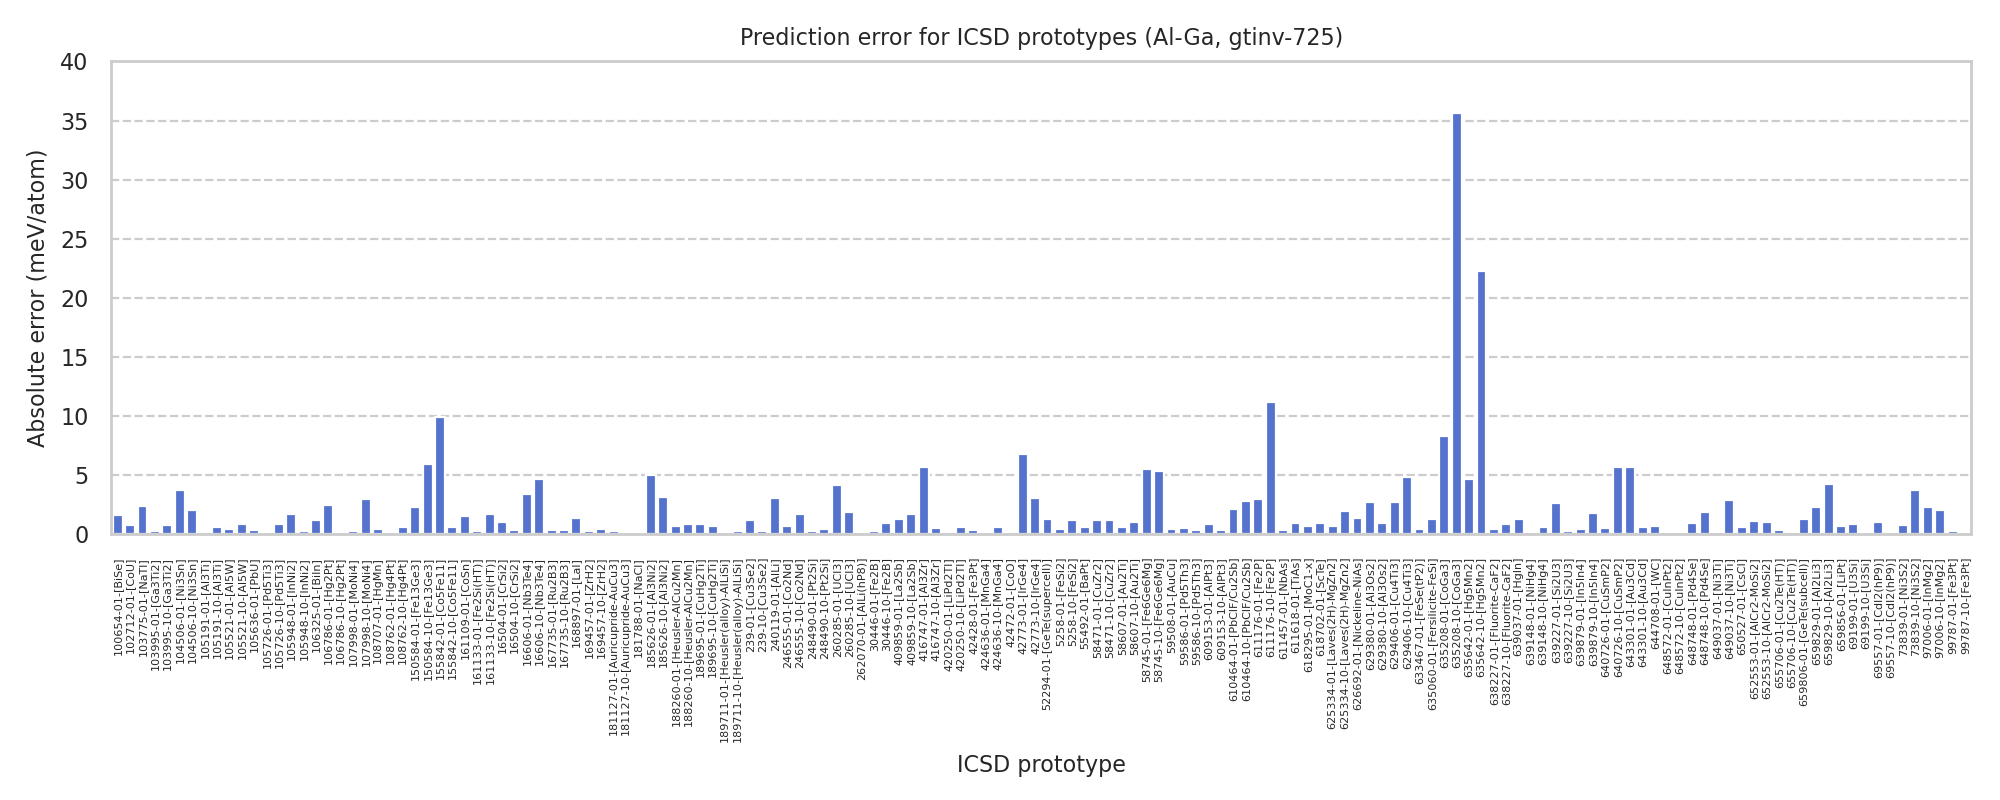 Prediction error for ICSD prototypes (Al-Ga, gtinv-725)
Absolute error (meV/atom)
40
35
30
25
20
15
10
5
0
100654-01-[BiSe]
102712-01-[CoU]
103775-01-[NaTl]
103995-01-[Ga3Ti2]
103995-10-[Ga3Ti2]
104506-01-[Ni3Sn]
104506-10-[Ni3Sn]
105191-01-[Al3Ti]
105191-10-[Al3Ti]
105521-01-[Al5W]
105521-10-[Al5W]
105636-01-[PbU]
105726-01-[Pd5Ti3]
105726-10-[Pd5Ti3]
105948-01-[InNi2]
105948-10-[InNi2]
106325-01-[BiIn]
106786-01-[Hg2Pt]
106786-10-[Hg2Pt]
107998-01-[MoNi4]
107998-10-[MoNi4]
108707-01-[HgMn]
108762-01-[Hg4Pt]
108762-10-[Hg4Pt]
150584-01-[Fe13Ge3]
150584-10-[Fe13Ge3]
155842-01-[Co5Fe11]
155842-10-[Co5Fe11]
161109-01-[CoSn]
161133-01-[Fe2Si(HT)]
161133-10-[Fe2Si(HT)]
16504-01-[CrSi2]
16504-10-[CrSi2]
16606-01-[Nb3Te4]
16606-10-[Nb3Te4]
167735-01-[Ru2B3]
167735-10-[Ru2B3]
168897-01-[LaI]
169457-01-[ZrH2]
169457-10-[ZrH2]
181127-01-[Auricupride-AuCu3]
181127-10-[Auricupride-AuCu3]
181788-01-[NaCl]
185626-01-[Al3Ni2]
185626-10-[Al3Ni2]
188260-01-[Heusler-AlCu2Mn]
188260-10-[Heusler-AlCu2Mn]
189695-01-[CuHg2Ti]
189695-10-[CuHg2Ti]
189711-01-[Heusler(alloy)-AlLiSi]
189711-10-[Heusler(alloy)-AlLiSi]
239-01-[Cu3Se2]
239-10-[Cu3Se2]
240119-01-[AlLi]
246555-01-[Co2Nd]
246555-10-[Co2Nd]
248490-01-[Pt2Si]
248490-10-[Pt2Si]
260285-01-[UCl3]
260285-10-[UCl3]
262070-01-[AlLi(hP8)]
30446-01-[Fe2B]
30446-10-[Fe2B]
409859-01-[La2Sb]
409859-10-[La2Sb]
416747-01-[Al3Zr]
416747-10-[Al3Zr]
420250-01-[LiPd2Tl]
420250-10-[LiPd2Tl]
42428-01-[Fe3Pt]
424636-01-[MnGa4]
424636-10-[MnGa4]
42472-01-[CoO]
42773-01-[IrGe4]
42773-10-[IrGe4]
52294-01-[GeTe(supercell)]
5258-01-[FeSi2]
5258-10-[FeSi2]
55492-01-[BaPt]
58471-01-[CuZr2]
58471-10-[CuZr2]
58607-01-[Au2Ti]
58607-10-[Au2Ti]
58745-01-[Fe6Ge6Mg]
58745-10-[Fe6Ge6Mg]
59508-01-[AuCu]
59586-01-[Pd5Th3]
59586-10-[Pd5Th3]
609153-01-[AlPt3]
609153-10-[AlPt3]
610464-01-[PbClF/Cu2Sb]
610464-10-[PbClF/Cu2Sb]
611176-01-[Fe2P]
611176-10-[Fe2P]
611457-01-[NbAs]
611618-01-[TiAs]
618295-01-[MoC1-x]
618702-01-[ScTe]
625334-01-[Laves(2H)-MgZn2]
625334-10-[Laves(2H)-MgZn2]
626692-01-[Nickeline-NiAs]
629380-01-[Al3Os2]
629380-10-[Al3Os2]
629406-01-[Cu4Ti3]
629406-10-[Cu4Ti3]
633467-01-[FeSe(tP2)]
635060-01-[Fersilicite-FeSi]
635208-01-[CoGa3]
635208-10-[CoGa3]
635642-01-[Hg5Mn2]
635642-10-[Hg5Mn2]
638227-01-[Fluorite-CaF2]
638227-10-[Fluorite-CaF2]
639037-01-[HgIn]
639148-01-[NiHg4]
639148-10-[NiHg4]
639227-01-[Si2U3]
639227-10-[Si2U3]
639879-01-[In5In4]
639879-10-[In5In4]
640726-01-[CuSmP2]
640726-10-[CuSmP2]
643301-01-[Au3Cd]
643301-10-[Au3Cd]
644708-01-[WC]
648572-01-[CuInPt2]
648572-10-[CuInPt2]
648748-01-[Pd4Se]
648748-10-[Pd4Se]
649037-01-[Ni3Ti]
649037-10-[Ni3Ti]
650527-01-[CsCl]
652553-01-[AlCr2-MoSi2]
652553-10-[AlCr2-MoSi2]
655706-01-[Cu2Te(HT)]
655706-10-[Cu2Te(HT)]
659806-01-[GeTe(subcell)]
659829-01-[Al2Li3]
659829-10-[Al2Li3]
659856-01-[LiPt]
69199-01-[U3Si]
69199-10-[U3Si]
69557-01-[CdI2(hP9)]
69557-10-[CdI2(hP9)]
73839-01-[Ni3S2]
73839-10-[Ni3S2]
97006-01-[InMg2]
97006-10-[InMg2]
99787-01-[Fe3Pt]
99787-10-[Fe3Pt]
ICSD prototype